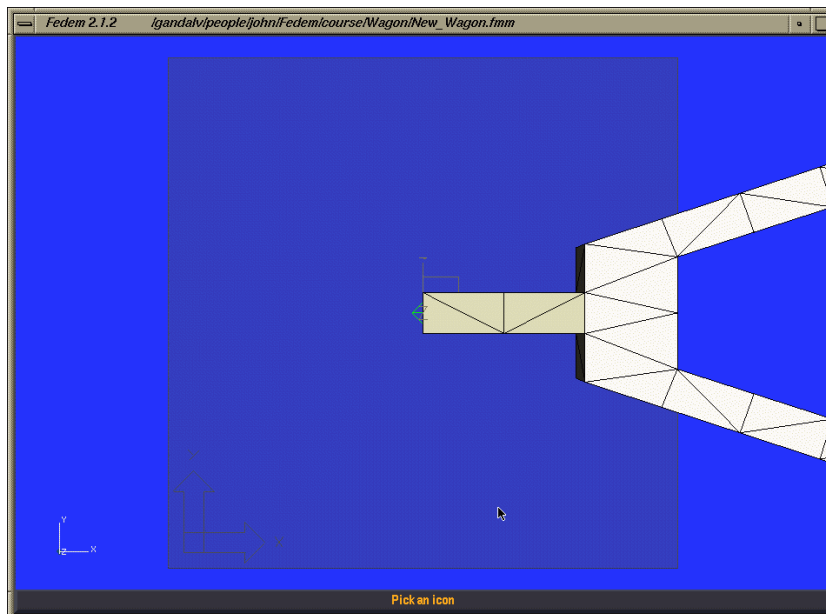 Fedem 2.1.2 /gandalv/people/john/Fedem/course/Wagon/New_Wagon.fmm
Y
Z X
Pick an icon